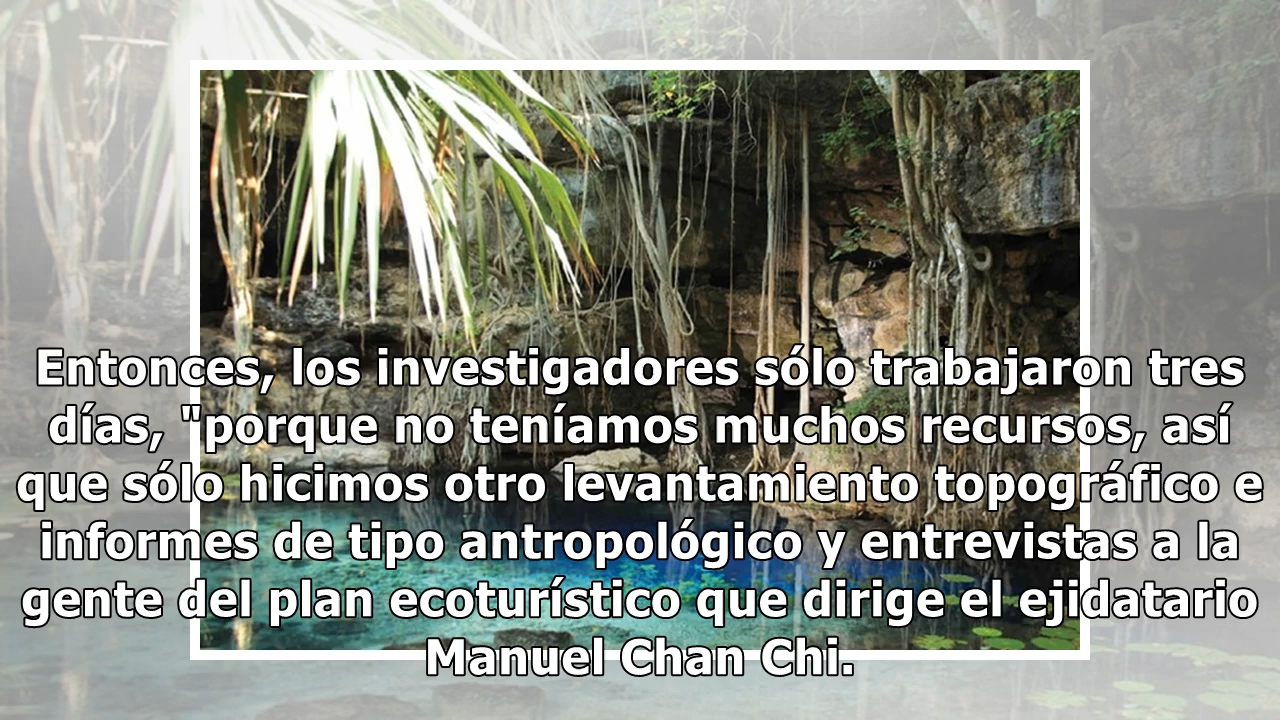 Entonces, los investigadores sólo trabajaron tres
días, "porque no teníamos muchos recursos, así
que sólo hicimos otro levantamiento topográfico e
informes de tipo antropológico y entrevistas a la
gente del plan ecoturístico que dirige el ejidatario
Manuel Chan Chi.